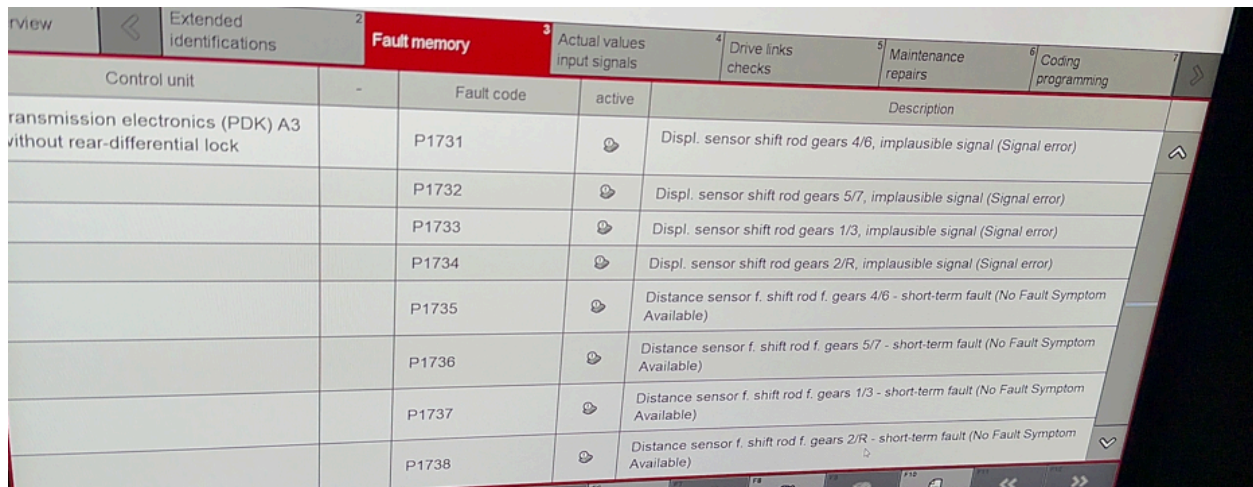 rview
Extended
identifications
2
Fault memory
3
Actual values
input signals
4
Drive links
checks
5
Maintenance
repairs
6
Coding
programming
7
Control unit
-
Fault code
active
Description
ransmission electronics (PDK) A3
vithout rear-differential lock
P1731
Displ. sensor shift rod gears 4/6, implausible signal (Signal error)
P1732
Displ. sensor shift rod gears 5/7, implausible signal (Signal error)
P1733
Displ. sensor shift rod gears 1/3, implausible signal (Signal error)
P1734
Displ. sensor shift rod gears 2/R, implausible signal (Signal error)
P1735
Distance sensor f. shift rod f. gears 4/6 - short-term fault (No Fault Symptom
Available)
P1736
Distance sensor f. shift rod f. gears 5/7 - short-term fault (No Fault Symptom
Available)
P1737
Distance sensor f. shift rod f. gears 1/3 - short-term fault (No Fault Symptom
Available)
P1738
Distance sensor f. shift rod f. gears 2/R - short-term fault (No Fault Symptom
Available)
F8
F10
F11
F12